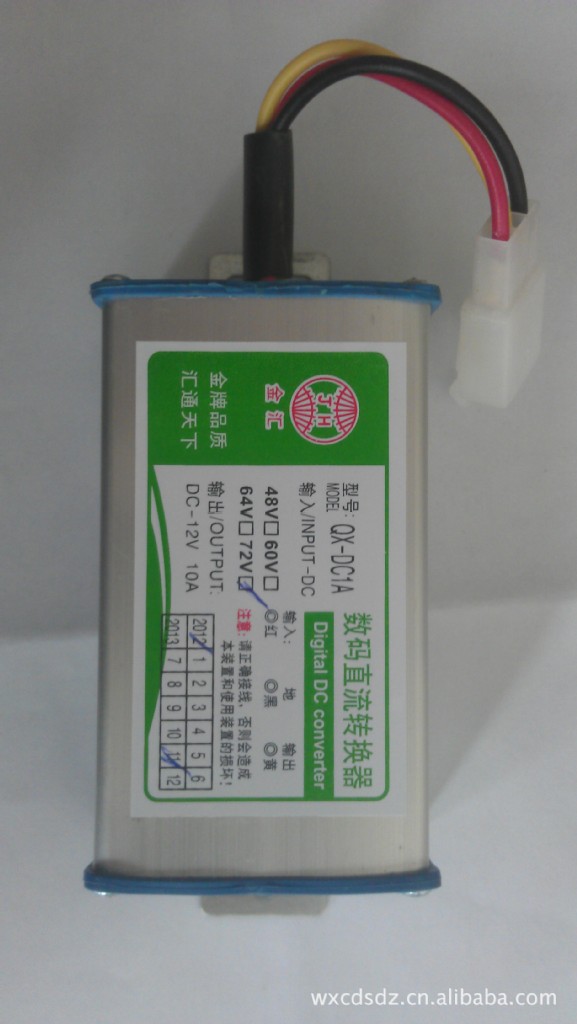 JH
金汇
金牌品质
汇通天下
数码直流转换器
Digital DC converter
型号:
MODEL
QX-DC1A
输入/INPUT-DC
48V□ 60V□
64V□ 72V□
输出/OUTPUT:
DC-12V 10A
输入: 地 输出
◎红 ◎黑 ◎黄
注意: 请正确接线, 否则会造成
本装置和使用装置的损坏!
2012 1 2 3 4 5 6
2013 7 8 9 10 11 12
wxcdsdz.cn.alibaba.com